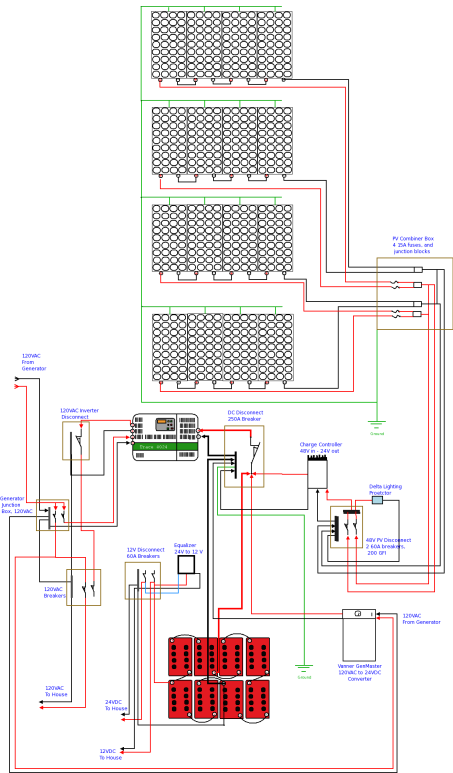 PV Combiner Box
4 15A fuses, and
junction blocks
Ground
120VAC
From
Generator
120VAC Inverter
Disconnect
DC Disconnect
250A Breaker
Charge Controller
48V in - 24V out
Generator
Junction
Box, 120VAC
Delta Lighting
Proetctor
48V PV Disconnect
2 60A breakers,
200 GFI
Equalizer
24V to 12 V
12V Disconnect
60A Breakers
120VAC
Breakers
120VAC
From Generator
Ground
Vanner GenMaster
120VAC to 24VDC
Converter
120VAC
To House
24VDC
To House
12VDC
To House